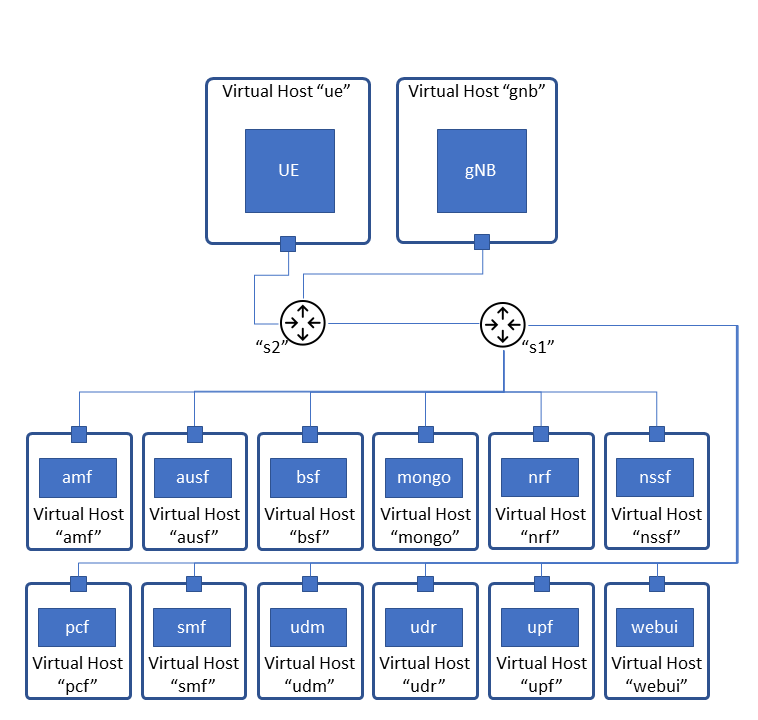 Virtual Host “ue”
Virtual Host “gnb”
UE
gNB
“s2”
“s1”
amf
ausf
bsf
mongo
nrf
nssf
Virtual Host
“amf”
Virtual Host
“ausf”
Virtual Host
“bsf”
Virtual Host
“mongo”
Virtual Host
“nrf”
Virtual Host
“nssf”
pcf
smf
udm
udr
upf
webui
Virtual Host
“pcf”
Virtual Host
“smf”
Virtual Host
“udm”
Virtual Host
“udr”
Virtual Host
“upf”
Virtual Host
“webui”